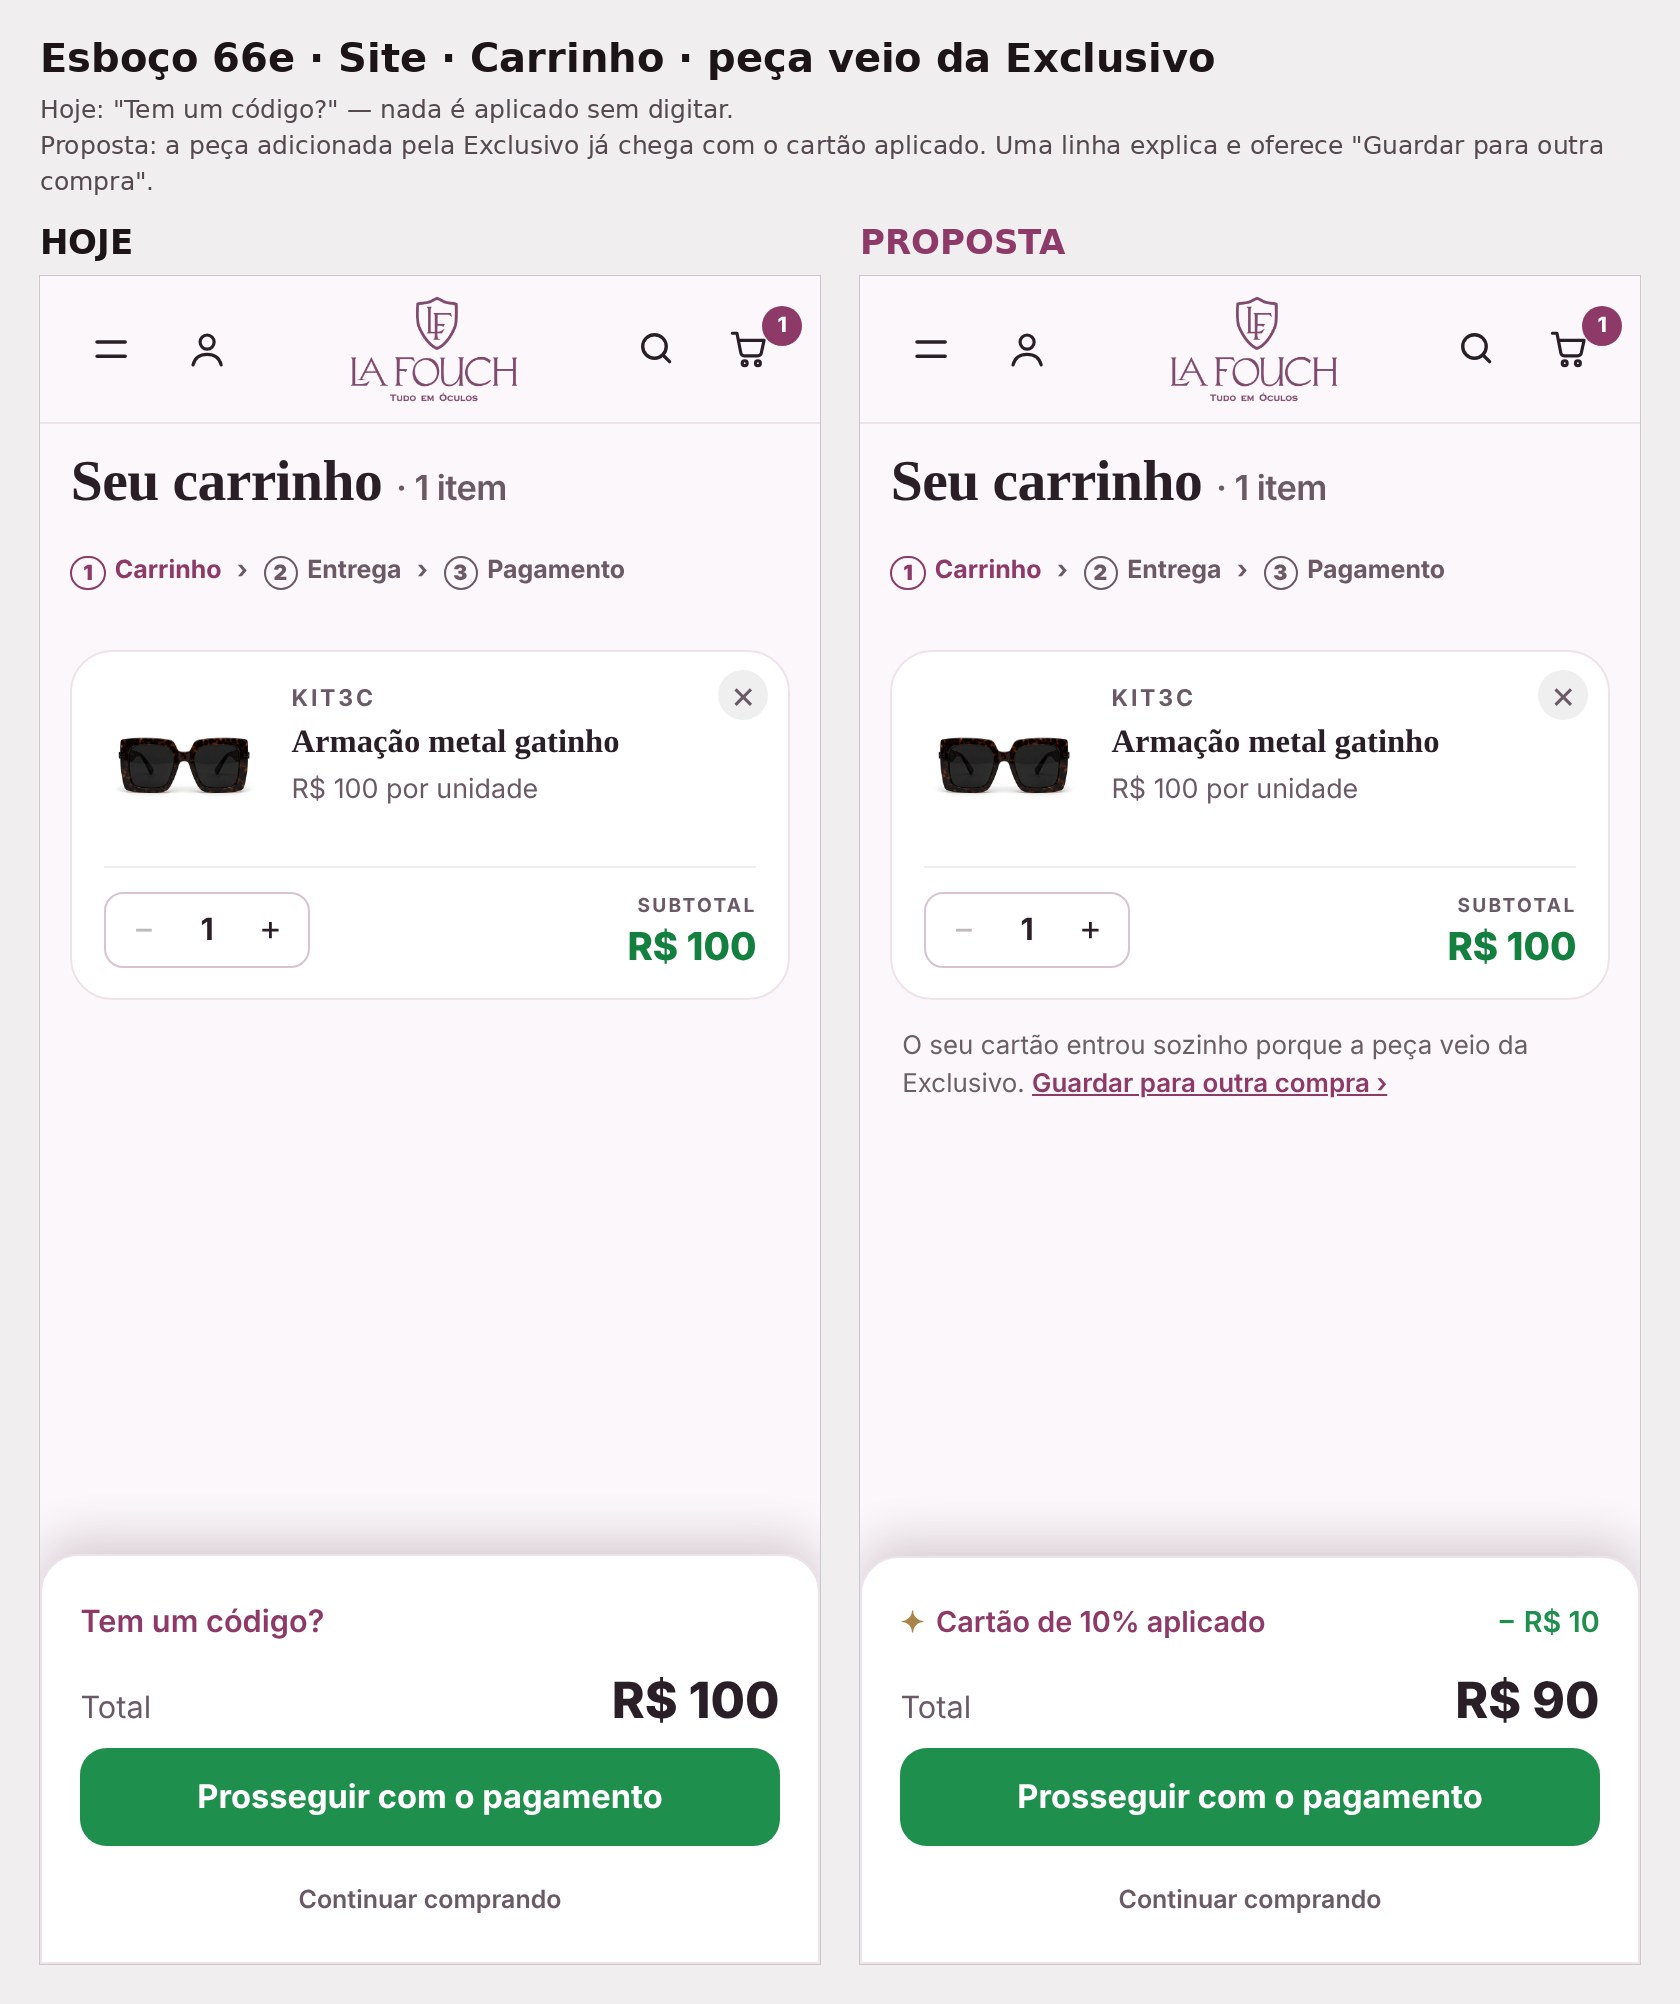 Esboço 66e · Site · Carrinho · peça veio da Exclusivo
Hoje: "Tem um código?" — nada é aplicado sem digitar.
Proposta: a peça adicionada pela Exclusivo já chega com o cartão aplicado. Uma linha explica e oferece "Guardar para outra
compra".
HOJE
LF
LA FOUCH
Tudo em Óculos
1
Seu carrinho · 1 item
1 Carrinho › 2 Entrega › 3 Pagamento
KIT3C
×
Armação metal gatinho
R$ 100 por unidade
SUBTOTAL
− 1 +
R$ 100
Tem um código?
Total R$ 100
Prosseguir com o pagamento
Continuar comprando
PROPOSTA
LF
LA FOUCH
Tudo em Óculos
1
Seu carrinho · 1 item
1 Carrinho › 2 Entrega › 3 Pagamento
KIT3C
×
Armação metal gatinho
R$ 100 por unidade
SUBTOTAL
− 1 +
R$ 100
O seu cartão entrou sozinho porque a peça veio da
Exclusivo. Guardar para outra compra ›
✦ Cartão de 10% aplicado − R$ 10
Total R$ 90
Prosseguir com o pagamento
Continuar comprando